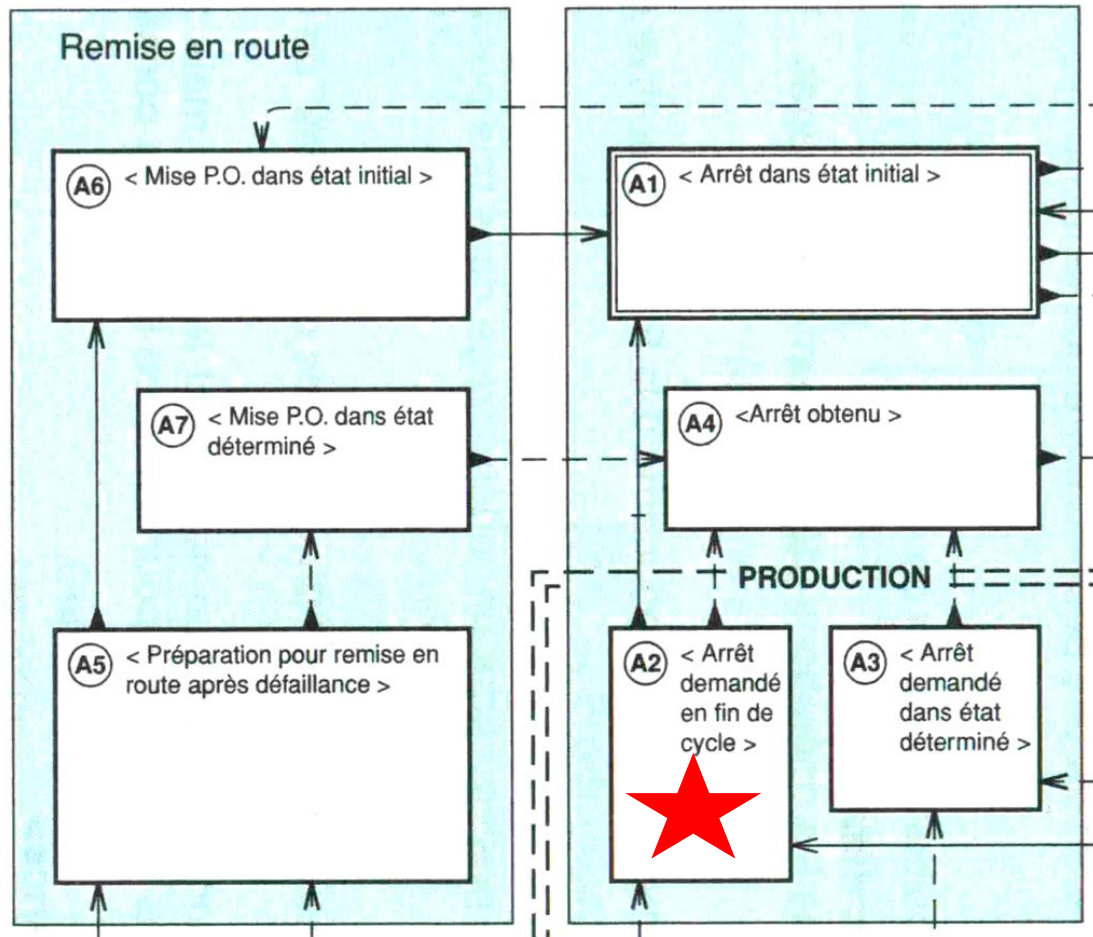 Remise en route
A6 < Mise P.O. dans état initial >
A1 < Arrêt dans état initial >
A7 < Mise P.O. dans état
déterminé >
A4 <Arrêt obtenu >
PRODUCTION
A5 < Préparation pour remise en
route après défaillance >
A2 < Arrêt
demandé
en fin de
cycle >
A3 < Arrêt
demandé
dans état
déterminé >